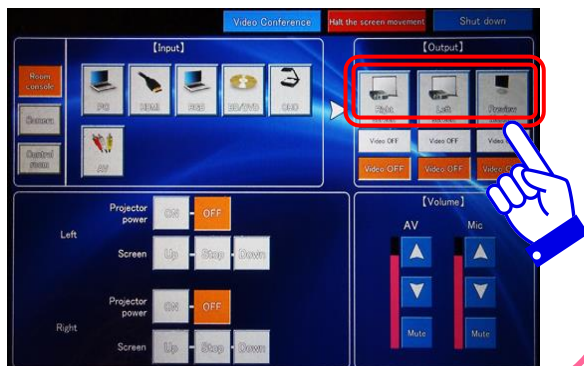 Video Conference
Halt the screen movement
Shut down
[Input]
[Output]
Room console
Camera
Control room
PC
HDMI
RGB
BD/DVD
OHC
AV
Right
Left
Preview
Video OFF
Video OFF
Video OFF
Video OFF
Left
Projector power
ON
OFF
Screen
Up
Stop
Down
Right
Projector power
ON
OFF
Screen
Up
Stop
Down
[Volume]
AV
Mic
Mute
Mute